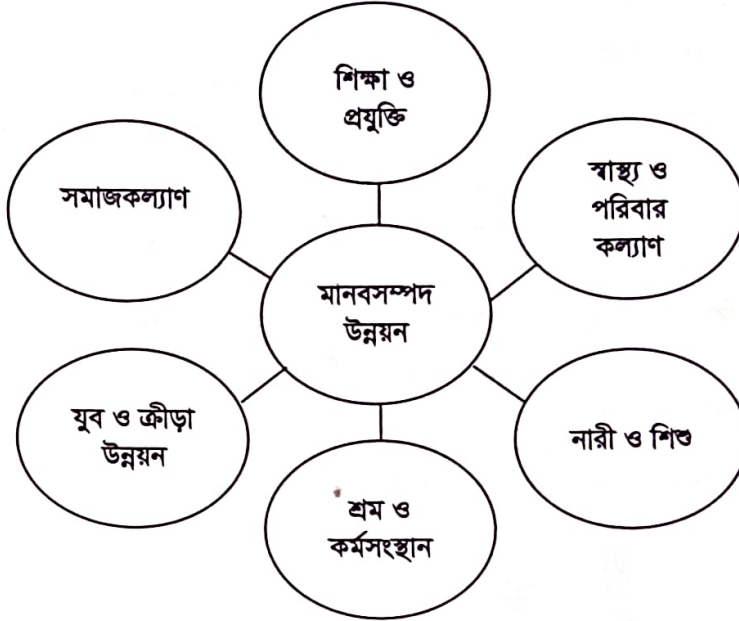 শিক্ষা ও
প্রযুক্তি
স্বাস্থ্য ও
পরিবার
কল্যাণ
সমাজকল্যাণ
মানবসম্পদ
উন্নয়ন
যুব ও ক্রীড়া
উন্নয়ন
নারী ও শিশু
শ্রম ও
কর্মসংস্থান